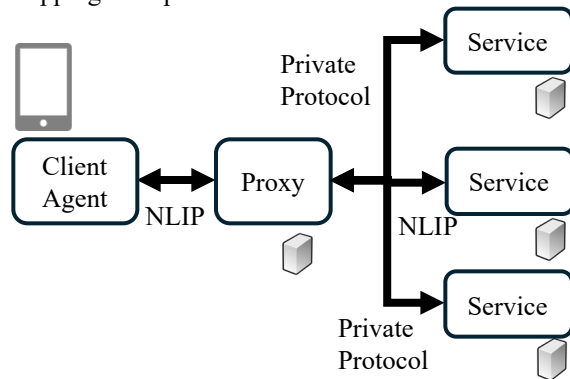 Service
Private
Protocol
Client
Agent
NLIP
Proxy
Service
NLIP
Service
Private
Protocol